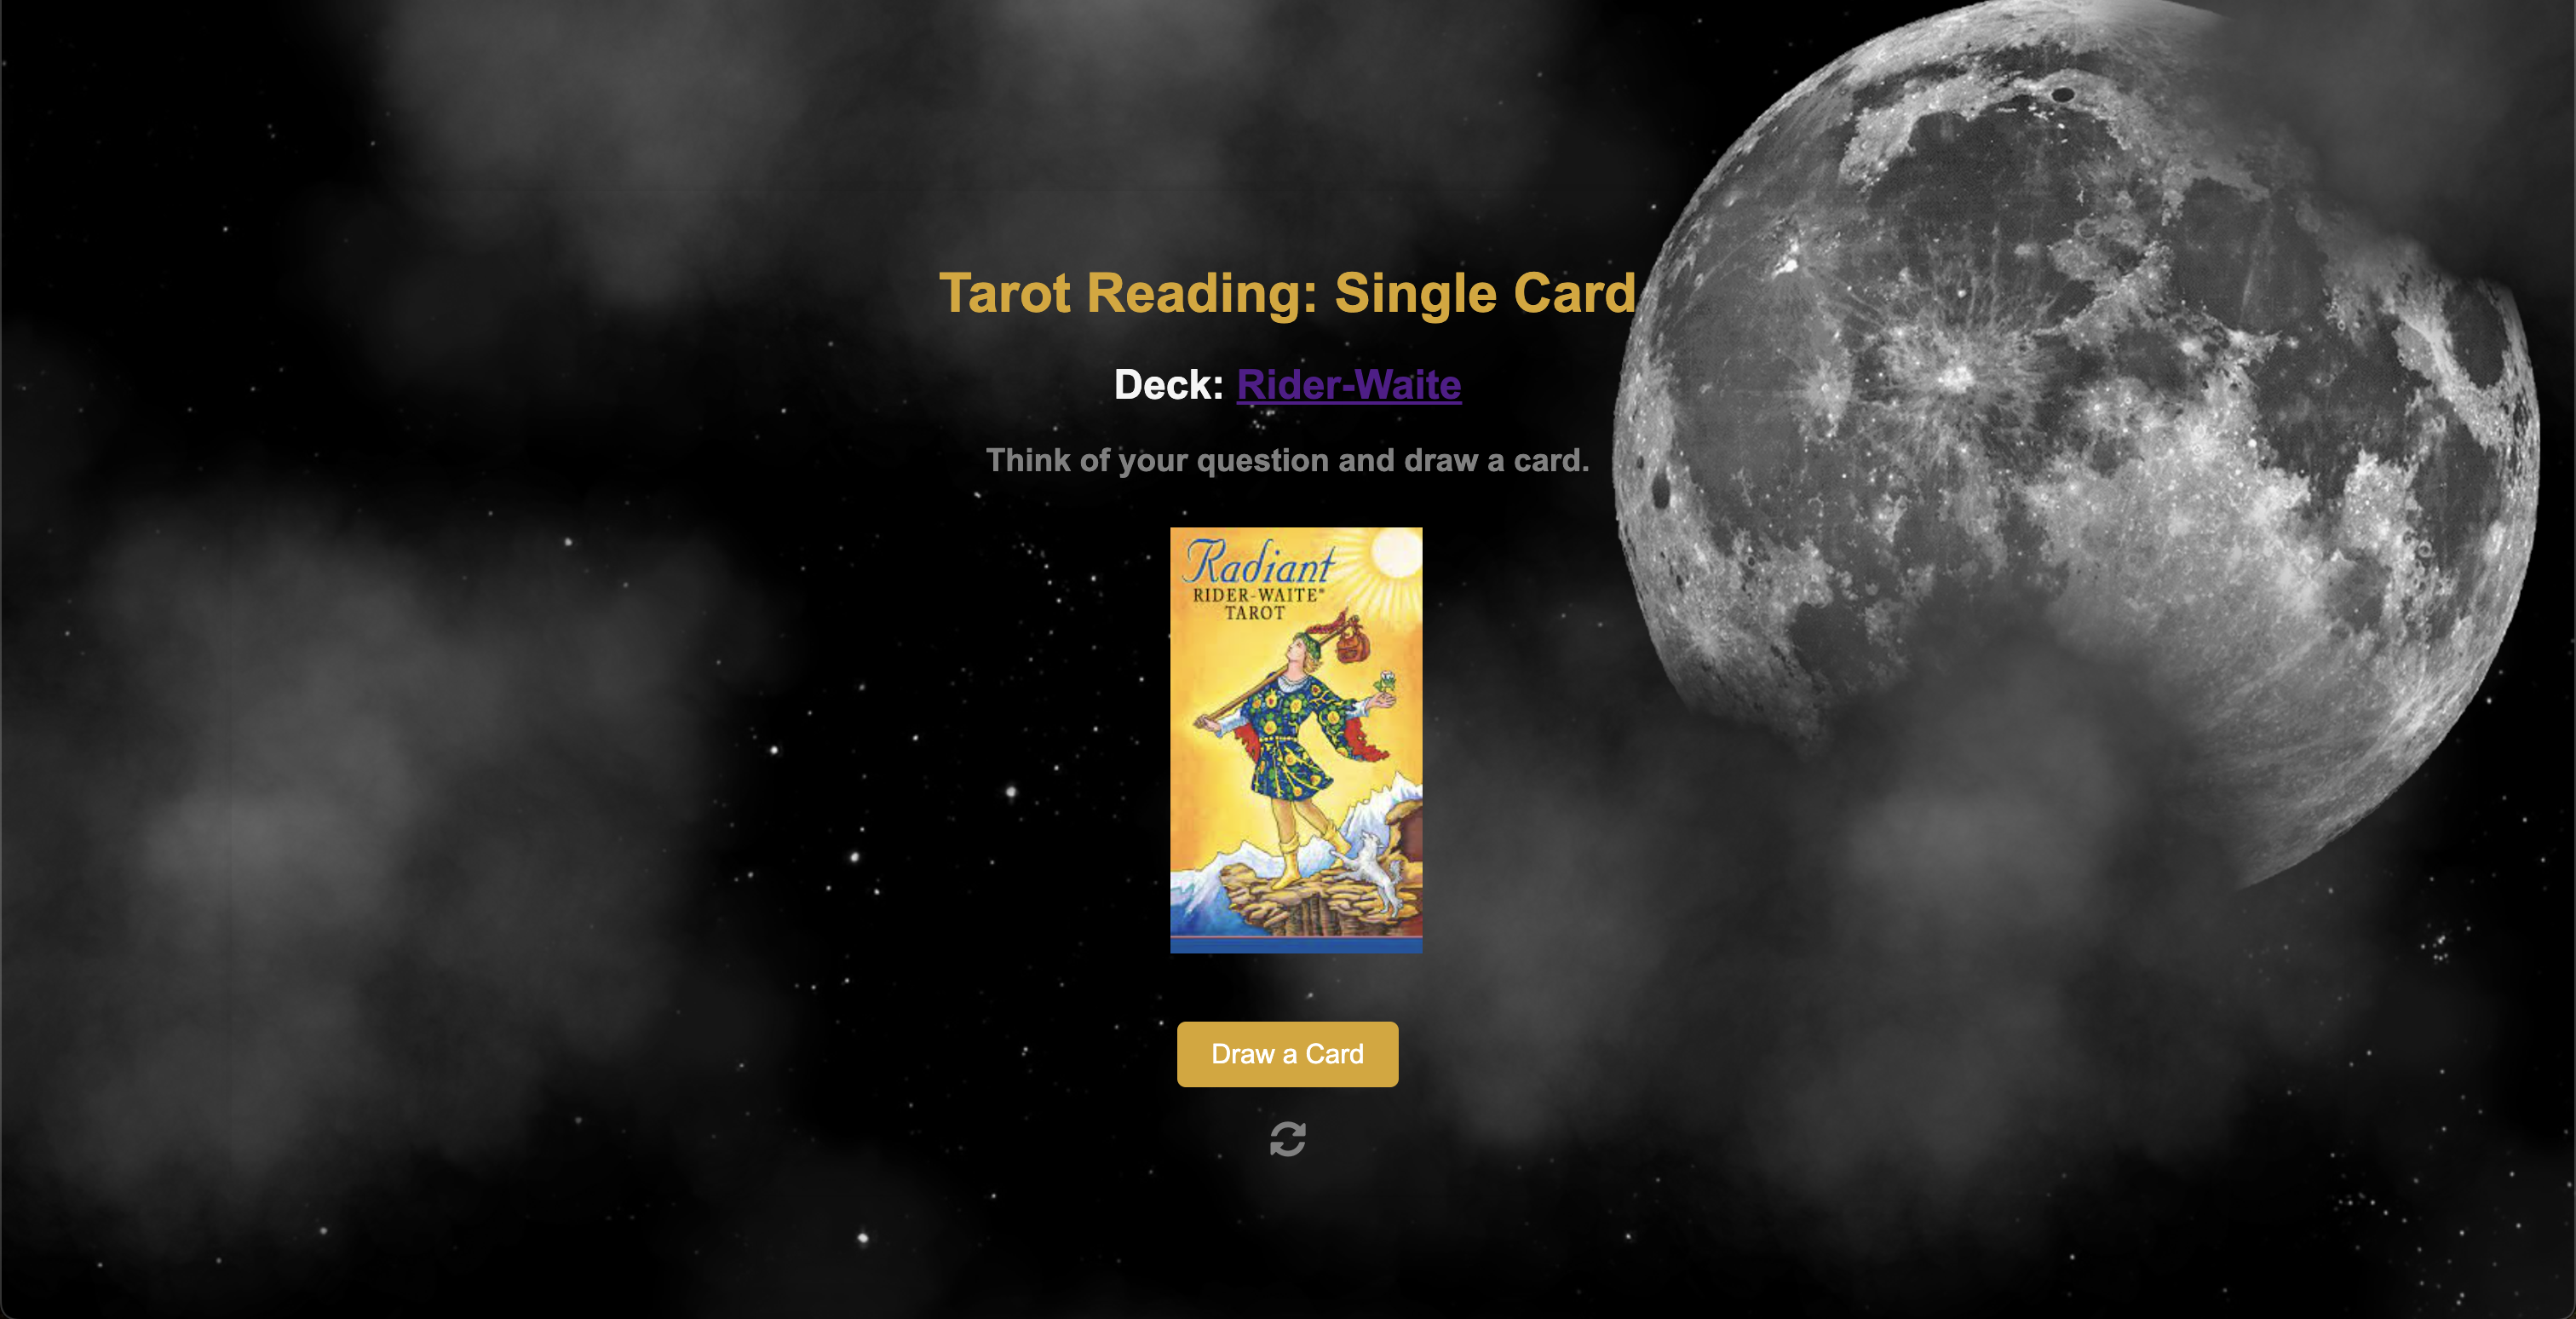 Tarot Reading: Single Card
Deck: Rider-Waite
Think of your question and draw a card.
Radiant
RIDER-WAITE®
TAROT
Draw a Card